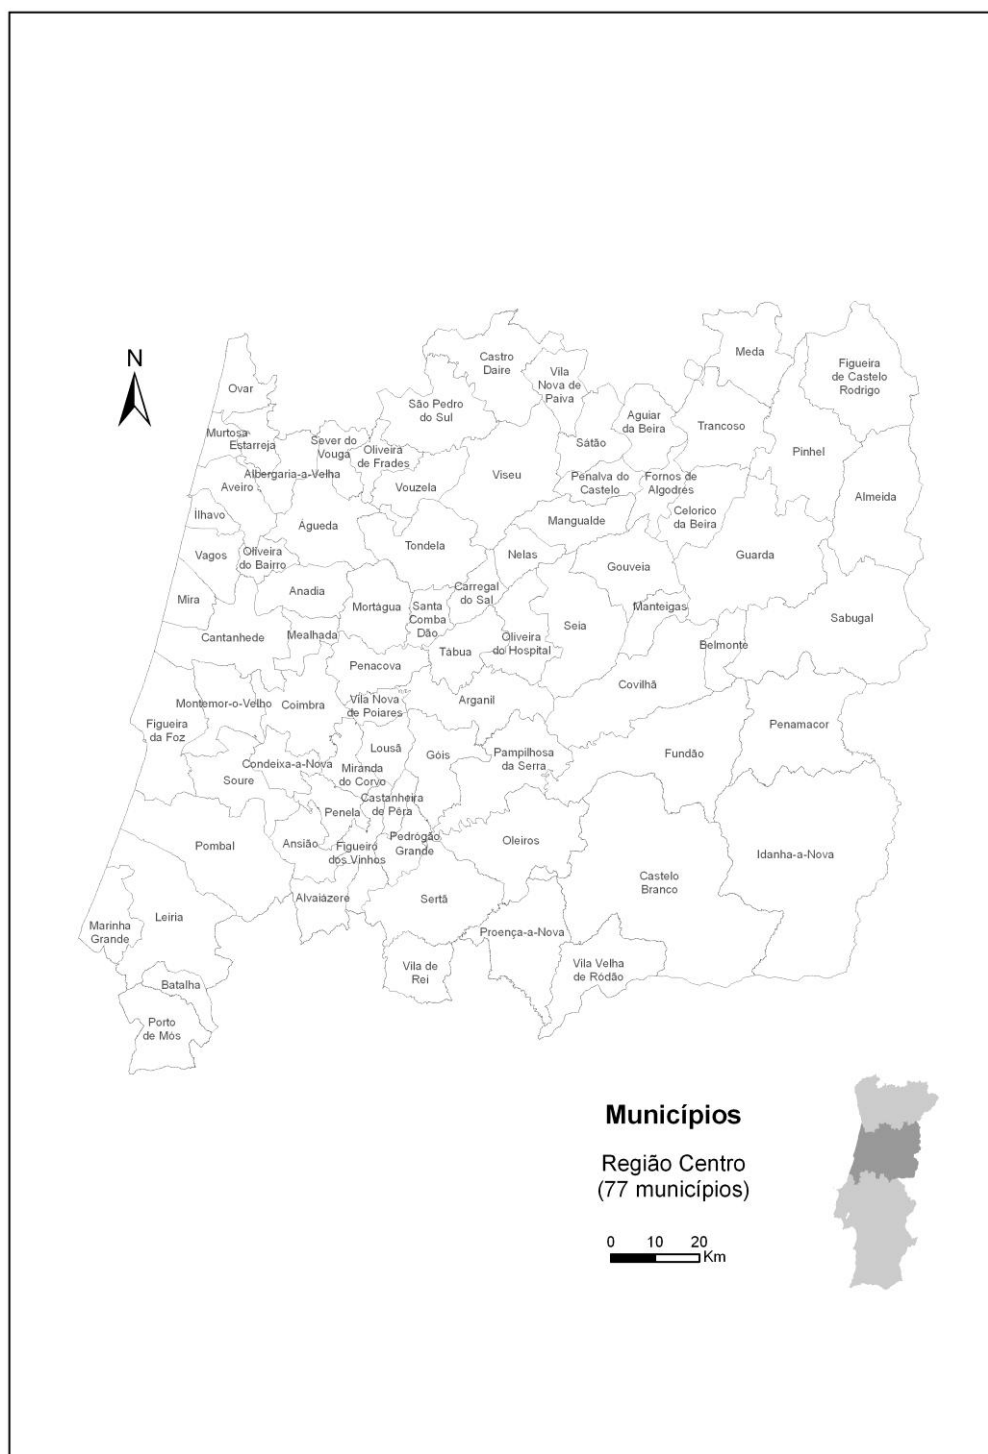 N
Castro
Daire
Meda
Figueira
de Castelo
Rodrigo
Vila
Nova de
Paiva
Ovar
São Pedro
do Sul
Aguiar
da Beira
Trancoso
Murtosa
Estarreja
Sever do
Vouga
Oliveira
de Frades
Sátão
Pinhel
Albergaria-a-Velha
Aveiro
Vouzela
Viseu
Penalva do
Castelo
Fornos de
Algodres
Almeida
Ílhavo
Águeda
Mangualde
Celorico
da Beira
Vagos
Oliveira
do Bairro
Tondela
Nelas
Gouveia
Guarda
Mira
Anadia
Mortágua
Santa
Comba
Dão
Carregal
do Sal
Seia
Manteigas
Sabugal
Cantanhede
Mealhada
Oliveira
do Hospital
Tábua
Belmonte
Penacova
Covilhã
Montemor-o-Velho
Coimbra
Vila Nova
de Poiares
Arganil
Figueira
da Foz
Penamacor
Lousã
Góis
Pampilhosa
da Serra
Fundão
Condeixa-a-Nova
Miranda
do Corvo
Soure
Castanheira
de Pêra
Penela
Pombal
Ansião
Figueiró
dos Vinhos
Pedrógão
Grande
Oleiros
Idanha-a-Nova
Castelo
Branco
Alvaiázere
Sertã
Leiria
Marinha
Grande
Proença-a-Nova
Vila de
Rei
Vila Velha
de Ródão
Batalha
Porto
de Mós
Municípios
Região Centro
(77 municípios)
0 10 20
Km